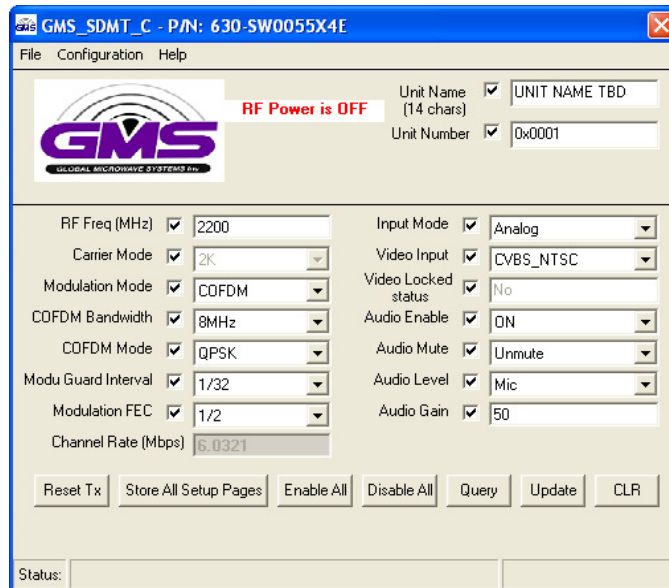 GMS_SDMT_C - P/N: 630-SW0055X4E
File Configuration Help
GMS
GLOBAL MICROWAVE SYSTEMS Inc
RF Power is OFF
Unit Name
(14 chars)
UNIT NAME TBD
Unit Number
0x0001
RF Freq (MHz)
2200
Carrier Mode
2K
Modulation Mode
COFDM
COFDM Bandwidth
8MHz
COFDM Mode
QPSK
Modu Guard Interval
1/32
Modulation FEC
1/2
Channel Rate (Mbps)
6.0321
Input Mode
Analog
Video Input
CVBS_NTSC
Video Locked
status
No
Audio Enable
ON
Audio Mute
Unmute
Audio Level
Mic
Audio Gain
50
Reset Tx
Store All Setup Pages
Enable All
Disable All
Query
Update
CLR
Status: